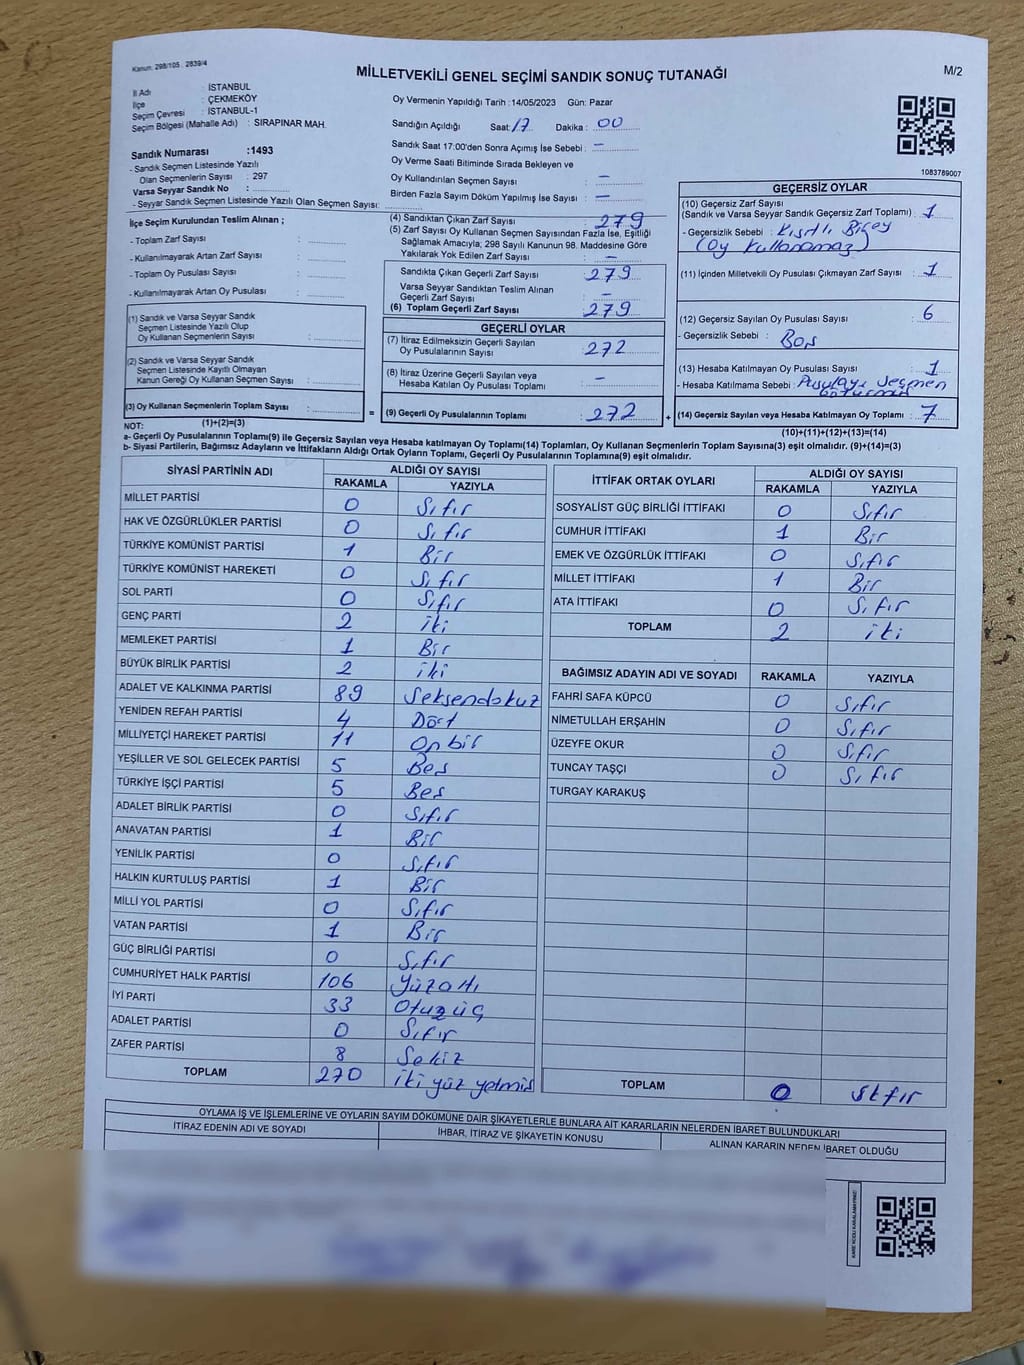 Kanun: 298/105 : 2839/4
MİLLETVEKİLİ GENEL SEÇİMİ SANDIK SONUÇ TUTANAĞI
M/2
İl Adı : İSTANBUL
İlçe : ÇEKMEKÖY
Seçim Çevresi : İSTANBUL-1
Seçim Bölgesi (Mahalle Adı) : SIRAPINAR MAH.
Oy Vermenin Yapıldığı Tarih : 14/05/2023 Gün: Pazar
Sandığın Açıldığı Saat: 17 Dakika : 00
Sandık Saat 17:00'den Sonra Açımış İse Sebebi : –
Oy Verme Saati Bitiminde Sırada Bekleyen ve
Oy Kullandırılan Seçmen Sayısı : –
Birden Fazla Sayım Döküm Yapılmış İse Sayısı : –
Sandık Numarası :1493
- Sandık Seçmen Listesinde Yazılı
Olan Seçmenlerin Sayısı : 297
Varsa Seyyar Sandık No :
- Seyyar Sandık Seçmen Listesinde Yazılı Olan Seçmen Sayısı:
1083789007
İlçe Seçim Kurulundan Teslim Alınan ;
- Toplam Zarf Sayısı :
- Kullanılmayarak Artan Zarf Sayısı :
- Toplam Oy Pusulası Sayısı :
- Kullanılmayarak Artan Oy Pusulası :
(4) Sandıktan Çıkan Zarf Sayısı : 279
(5) Zarf Sayısı Oy Kullanan Seçmen Sayısından Fazla İse, Eşitliği
Sağlamak Amacıyla; 298 Sayılı Kanunun 98. Maddesine Göre
Yakılarak Yok Edilen Zarf Sayısı : –
Sandıkta Çıkan Geçerli Zarf Sayısı : 279
Varsa Seyyar Sandıktan Teslim Alınan
Geçerli Zarf Sayısı : –
(6) Toplam Geçerli Zarf Sayısı : 279
GEÇERSİZ OYLAR
(10) Geçersiz Zarf Sayısı
(Sandık ve Varsa Seyyar Sandık Geçersiz Zarf Toplamı) : 1
- Geçersizlik Sebebi : Kısıtlı Birey
(Oy kullanamaz)
(11) İçinden Milletvekili Oy Pusulası Çıkmayan Zarf Sayısı : 1
(12) Geçersiz Sayılan Oy Pusulası Sayısı : 6
- Geçersizlik Sebebi : Boş
(13) Hesaba Katılmayan Oy Pusulası Sayısı : 1
- Hesaba Katılmama Sebebi : Pusulayı seçmen
(14) Geçersiz Sayılan veya Hesaba Katılmayan Oy Toplamı : 7
(10)+(11)+(12)+(13)=(14)
(1) Sandık ve Varsa Seyyar Sandık
Seçmen Listesinde Yazılı Olup
Oy Kullanan Seçmenlerin Sayısı :
(2) Sandık ve Varsa Seyyar Sandık
Seçmen Listesinde Kayıtlı Olmayan
Kanun Gereği Oy Kullanan Seçmen Sayısı :
(3) Oy Kullanan Seçmenlerin Toplam Sayısı :
(1)+(2)=(3)
GEÇERLİ OYLAR
(7) İtiraz Edilmeksizin Geçerli Sayılan
Oy Pusulalarının Sayısı : 272
(8) İtiraz Üzerine Geçerli Sayılan veya
Hesaba Katılan Oy Pusulası Toplamı : –
= (9) Geçerli Oy Pusulalarının Toplamı : 272 +
NOT:
a- Geçerli Oy Pusulalarının Toplamı(9) ile Geçersiz Sayılan veya Hesaba katılmayan Oy Toplamı(14) Toplamları, Oy Kullanan Seçmenlerin Toplam Sayısına(3) eşit olmalıdır. (9)+(14)=(3)
b- Siyasi Partilerin, Bağımsız Adayların ve İttifakların Aldığı Ortak Oyların Toplamı, Geçerli Oy Pusulalarının Toplamına(9) eşit olmalıdır.
SİYASİ PARTİNİN ADI ALDIĞI OY SAYISI
RAKAMLA YAZIYLA
MİLLET PARTİSİ 0 Sıfır
HAK VE ÖZGÜRLÜKLER PARTİSİ 0 Sıfır
TÜRKİYE KOMÜNİST PARTİSİ 1 Bir
TÜRKİYE KOMÜNİST HAREKETİ 0 Sıfır
SOL PARTİ 0 Sıfır
GENÇ PARTİ 2 iki
MEMLEKET PARTİSİ 1 Bir
BÜYÜK BİRLİK PARTİSİ 2 iki
ADALET VE KALKINMA PARTİSİ 89 Seksendokuz
YENİDEN REFAH PARTİSİ 4 Dört
MİLLİYETÇİ HAREKET PARTİSİ 11 Onbir
YEŞİLLER VE SOL GELECEK PARTİSİ 5 Beş
TÜRKİYE İŞÇİ PARTİSİ 5 Beş
ADALET BİRLİK PARTİSİ 0 Sıfır
ANAVATAN PARTİSİ 1 Bir
YENİLİK PARTİSİ 0 Sıfır
HALKIN KURTULUŞ PARTİSİ 1 Bir
MİLLİ YOL PARTİSİ 0 Sıfır
VATAN PARTİSİ 1 Bir
GÜÇ BİRLİĞİ PARTİSİ 0 Sıfır
CUMHURİYET HALK PARTİSİ 106 Yüzaltı
İYİ PARTİ 33 Otuzüç
ADALET PARTİSİ 0 Sıfır
ZAFER PARTİSİ 8 Sekiz
TOPLAM 270 iki yüz yetmiş
İTTİFAK ORTAK OYLARI ALDIĞI OY SAYISI
RAKAMLA YAZIYLA
SOSYALİST GÜÇ BİRLİĞİ İTTİFAKI 0 Sıfır
CUMHUR İTTİFAKI 1 Bir
EMEK VE ÖZGÜRLÜK İTTİFAKI 0 Sıfır
MİLLET İTTİFAKI 1 Bir
ATA İTTİFAKI 0 Sıfır
TOPLAM 2 iki
BAĞIMSIZ ADAYIN ADI VE SOYADI RAKAMLA YAZIYLA
FAHRİ SAFA KÜPCÜ 0 Sıfır
NİMETULLAH ERŞAHİN 0 Sıfır
ÜZEYFE OKUR 0 Sıfır
TUNCAY TAŞÇI 0 Sıfır
TURGAY KARAKUŞ
TOPLAM 0 Sıfır
OYLAMA İŞ VE İŞLEMLERİNE VE OYLARIN SAYIM DÖKÜMÜNE DAİR ŞİKAYETLERLE BUNLARA AİT KARARLARIN NELERDEN İBARET BULUNDUKLARI
İTİRAZ EDENİN ADI VE SOYADI İHBAR, İTİRAZ VE ŞİKAYETİN KONUSU ALINAN KARARIN NEDEN İBARET OLDUĞU